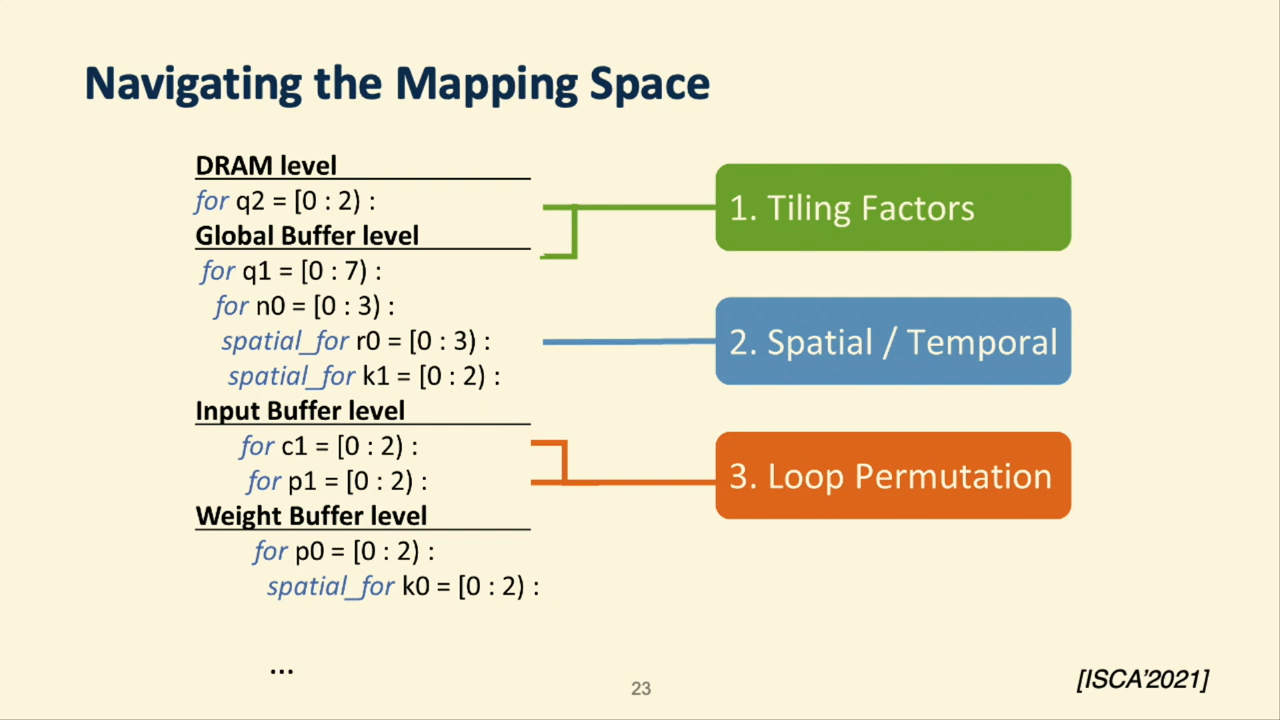 Navigating the Mapping Space
DRAM level
for q2 = [0 : 2) :
Global Buffer level
for q1 = [0 : 7) :
for n0 = [0 : 3) :
spatial_for r0 = [0 : 3) :
spatial_for k1 = [0 : 2) :
Input Buffer level
for c1 = [0 : 2) :
for p1 = [0 : 2) :
Weight Buffer level
for p0 = [0 : 2) :
spatial_for k0 = [0 : 2) :
...
1. Tiling Factors
2. Spatial / Temporal
3. Loop Permutation
23
[ISCA'2021]